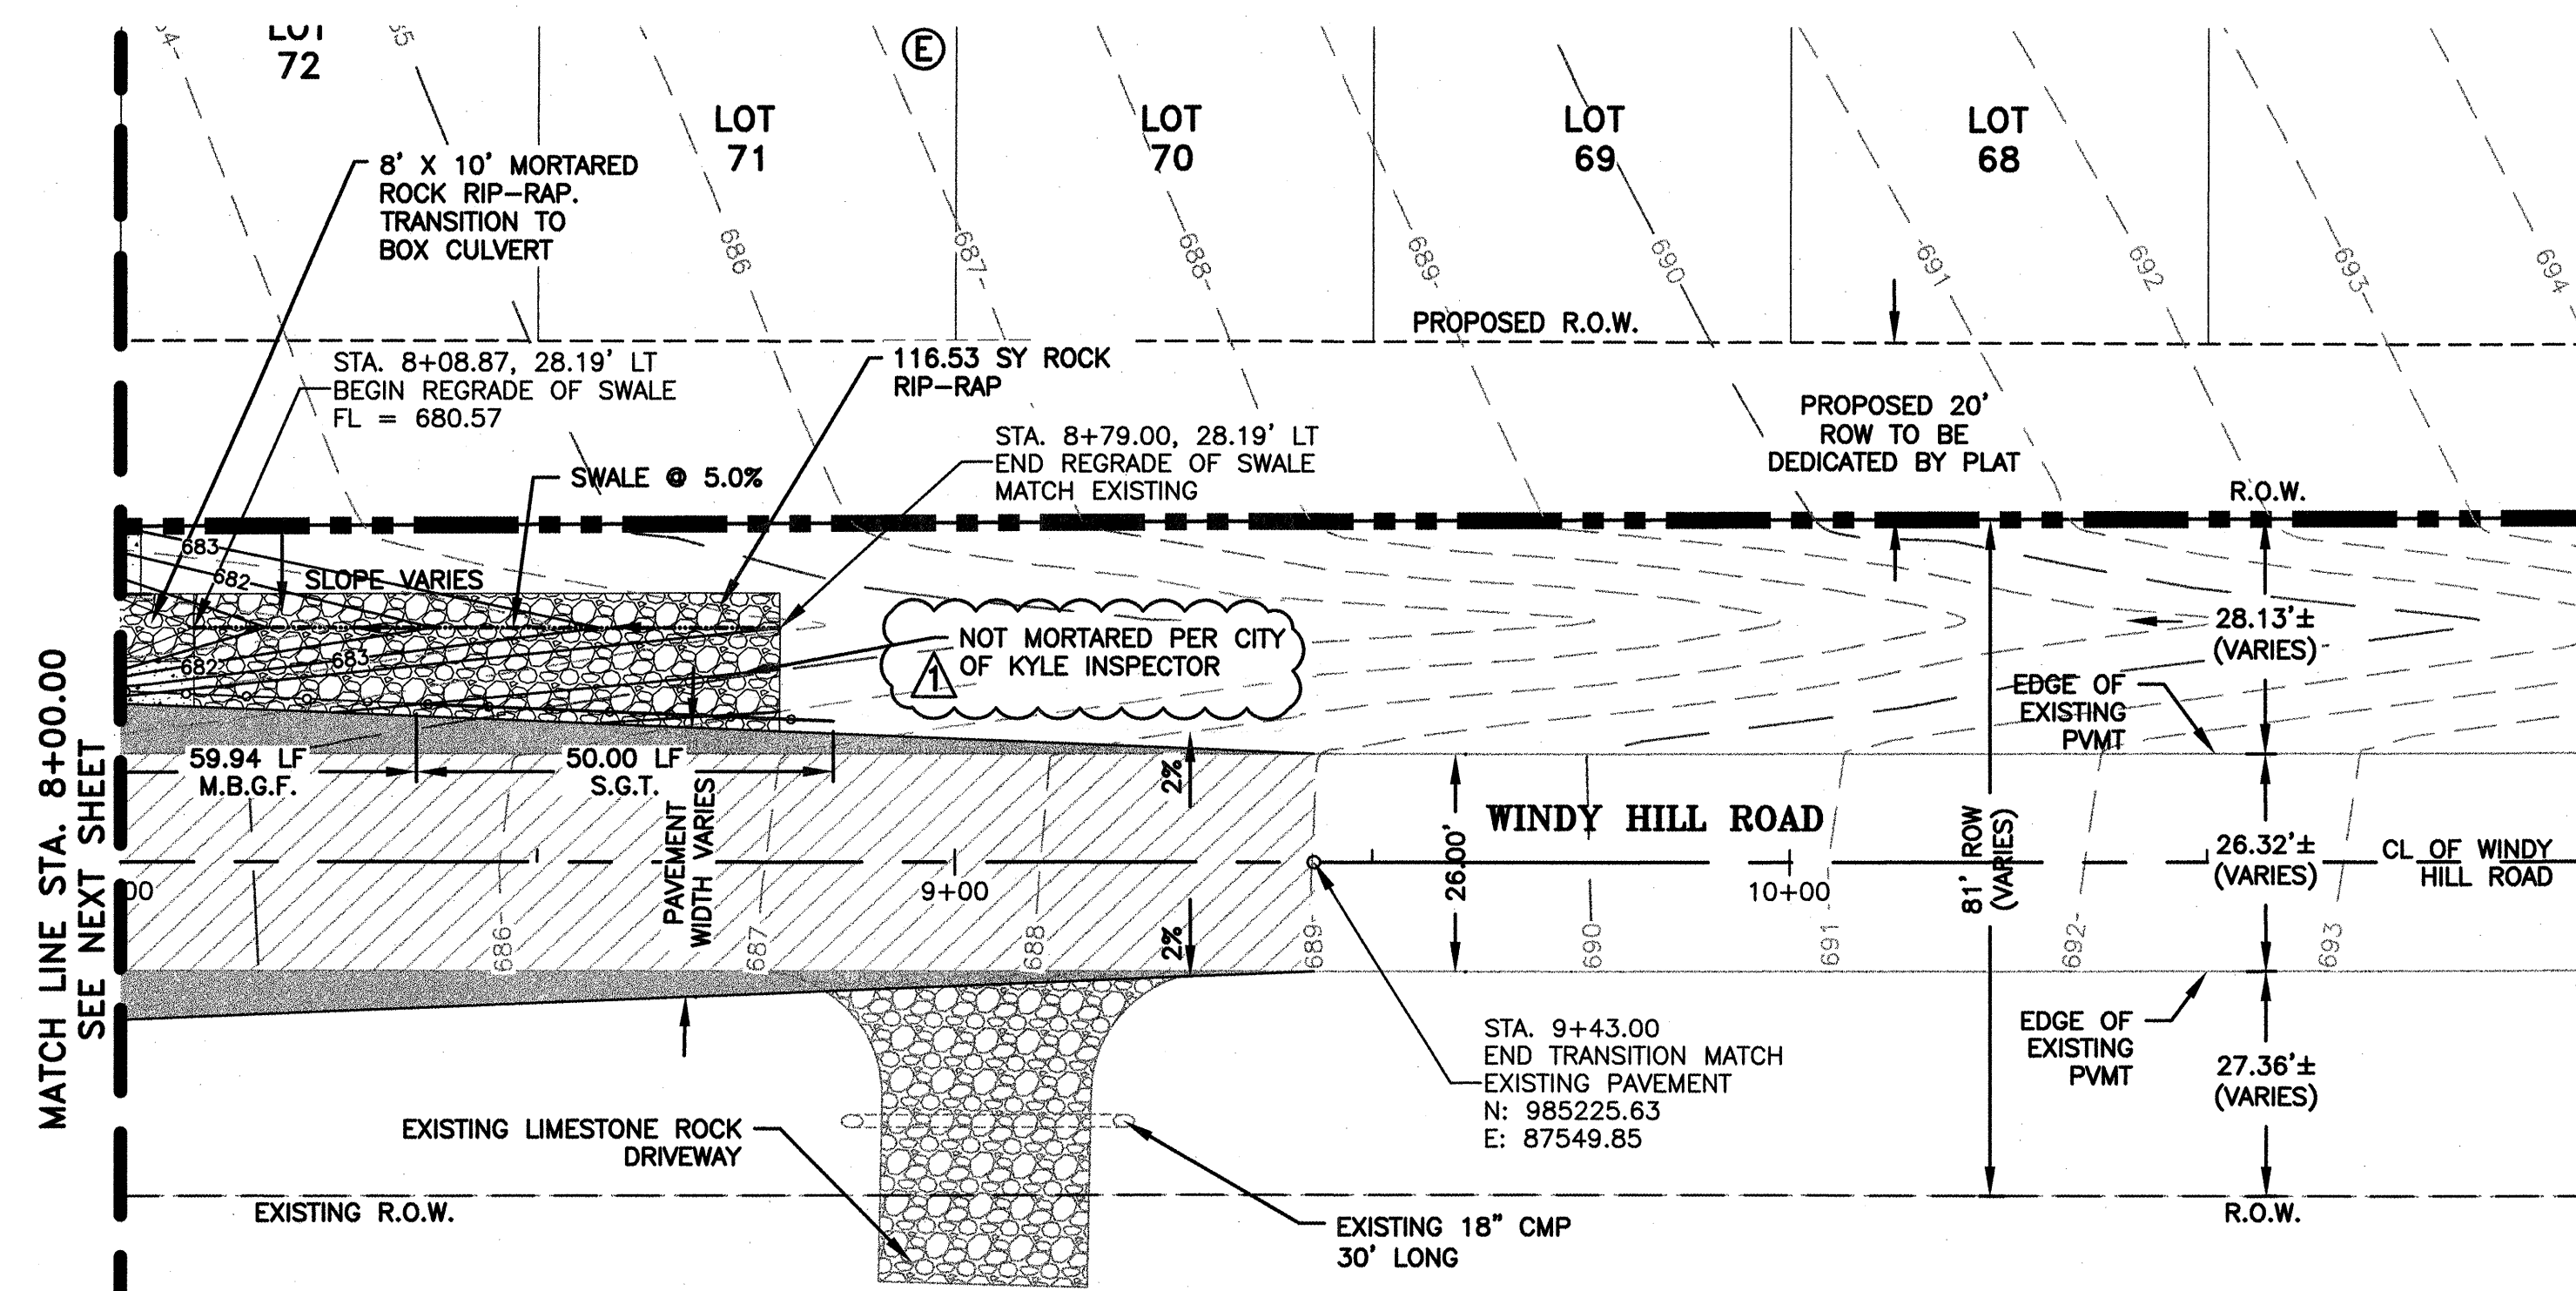 LOT
72
E
LOT
71
LOT
70
LOT
69
LOT
68
8' X 10' MORTARED
ROCK RIP-RAP.
TRANSITION TO
BOX CULVERT
686
687
688
689
690
691
692
693
694
PROPOSED R.O.W.
STA. 8+08.87, 28.19' LT
BEGIN REGRADE OF SWALE
FL = 680.57
116.53 SY ROCK
RIP-RAP
SWALE @ 5.0%
STA. 8+79.00, 28.19' LT
END REGRADE OF SWALE
MATCH EXISTING
PROPOSED 20'
ROW TO BE
DEDICATED BY PLAT
R.O.W.
683
682
SLOPE VARIES
682
683
NOT MORTARED PER CITY
OF KYLE INSPECTOR
1
28.13'±
(VARIES)
EDGE OF
EXISTING
PVMT
MATCH LINE STA. 8+00.00
SEE NEXT SHEET
59.94 LF
M.B.G.F.
50.00 LF
S.G.T.
PAVEMENT
WIDTH VARIES
2%
2%
26.00'
WINDY HILL ROAD
81' ROW
(VARIES)
26.32'±
(VARIES)
CL OF WINDY
HILL ROAD
00
9+00
10+00
686
687
688
689
690
691
692
693
STA. 9+43.00
END TRANSITION MATCH
EXISTING PAVEMENT
N: 985225.63
E: 87549.85
EDGE OF
EXISTING
PVMT
27.36'±
(VARIES)
EXISTING LIMESTONE ROCK
DRIVEWAY
EXISTING R.O.W.
EXISTING 18" CMP
30' LONG
R.O.W.